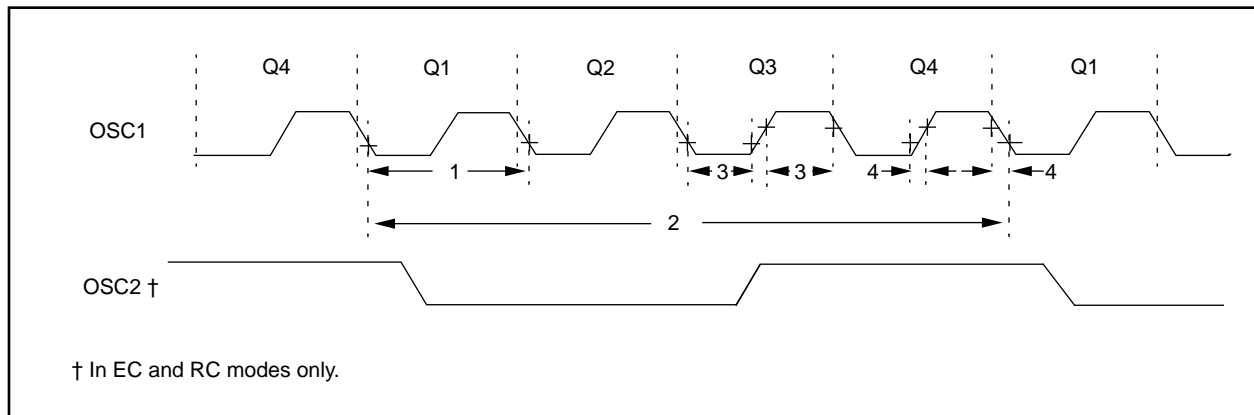 Q4 Q1 Q2 Q3 Q4 Q1
OSC1
1 3 3 4 4
2
OSC2 †
† In EC and RC modes only.